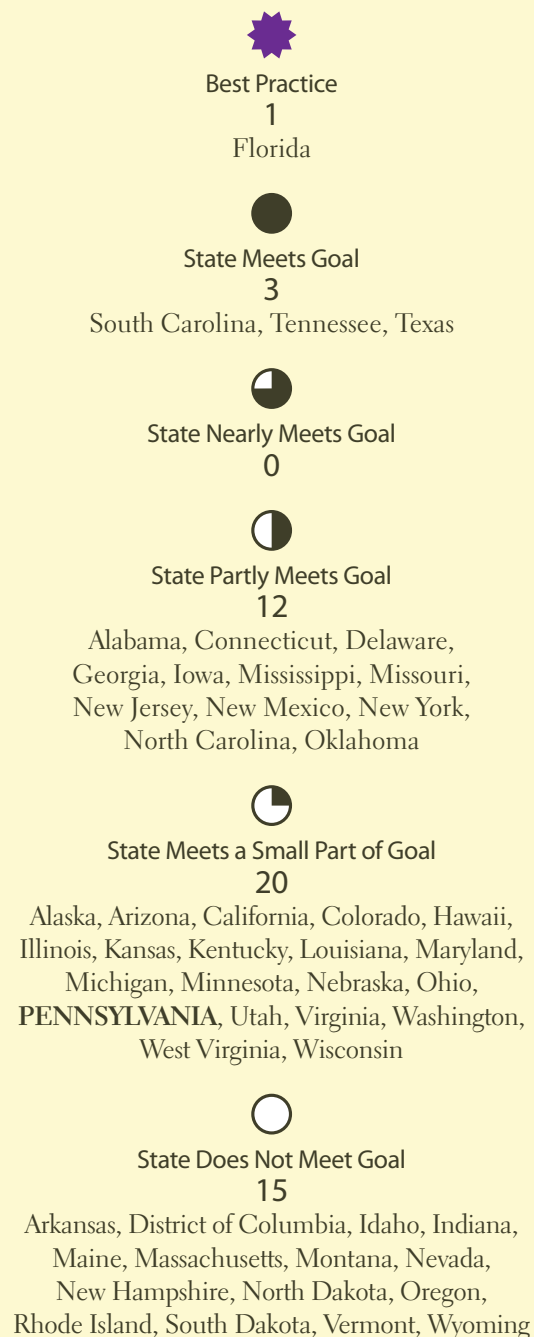 Best Practice
1
Florida
State Meets Goal
3
South Carolina, Tennessee, Texas
State Nearly Meets Goal
0
State Partly Meets Goal
12
Alabama, Connecticut, Delaware,
Georgia, Iowa, Mississippi, Missouri,
New Jersey, New Mexico, New York,
North Carolina, Oklahoma
State Meets a Small Part of Goal
20
Alaska, Arizona, California, Colorado, Hawaii,
Illinois, Kansas, Kentucky, Louisiana, Maryland,
Michigan, Minnesota, Nebraska, Ohio,
PENNSYLVANIA, Utah, Virginia, Washington,
West Virginia, Wisconsin
State Does Not Meet Goal
15
Arkansas, District of Columbia, Idaho, Indiana,
Maine, Massachusetts, Montana, Nevada,
New Hampshire, North Dakota, Oregon,
Rhode Island, South Dakota, Vermont, Wyoming